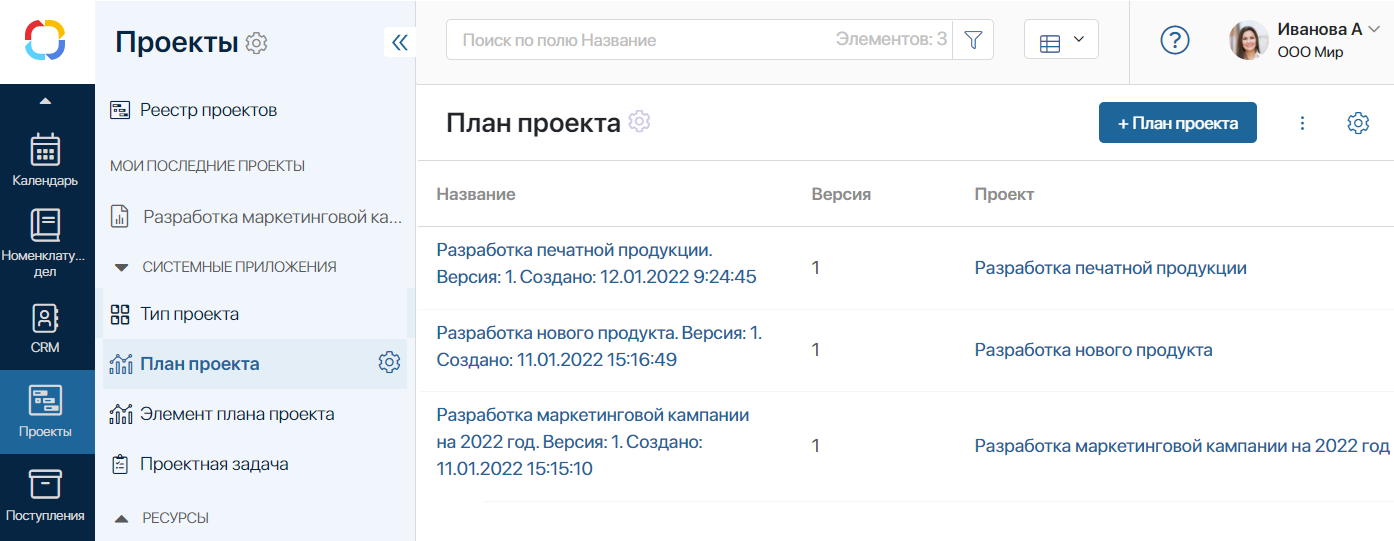 Проекты
Поиск по полю Название
Элементов: 3
?
Иванова А
ООО Мир
Календарь
Номенклату...
дел
CRM
Проекты
Поступления
Реестр проектов
МОИ ПОСЛЕДНИЕ ПРОЕКТЫ
Разработка маркетинговой ка...
СИСТЕМНЫЕ ПРИЛОЖЕНИЯ
Тип проекта
План проекта
Элемент плана проекта
Проектная задача
РЕСУРСЫ
План проекта
+ План проекта
Название
Версия
Проект
Разработка печатной продукции.
Версия: 1. Создано: 12.01.2022 9:24:45
1
Разработка печатной продукции
Разработка нового продукта. Версия: 1.
Создано: 11.01.2022 15:16:49
1
Разработка нового продукта
Разработка маркетинговой кампании
на 2022 год. Версия: 1. Создано:
11.01.2022 15:15:10
1
Разработка маркетинговой кампании на 2022 год